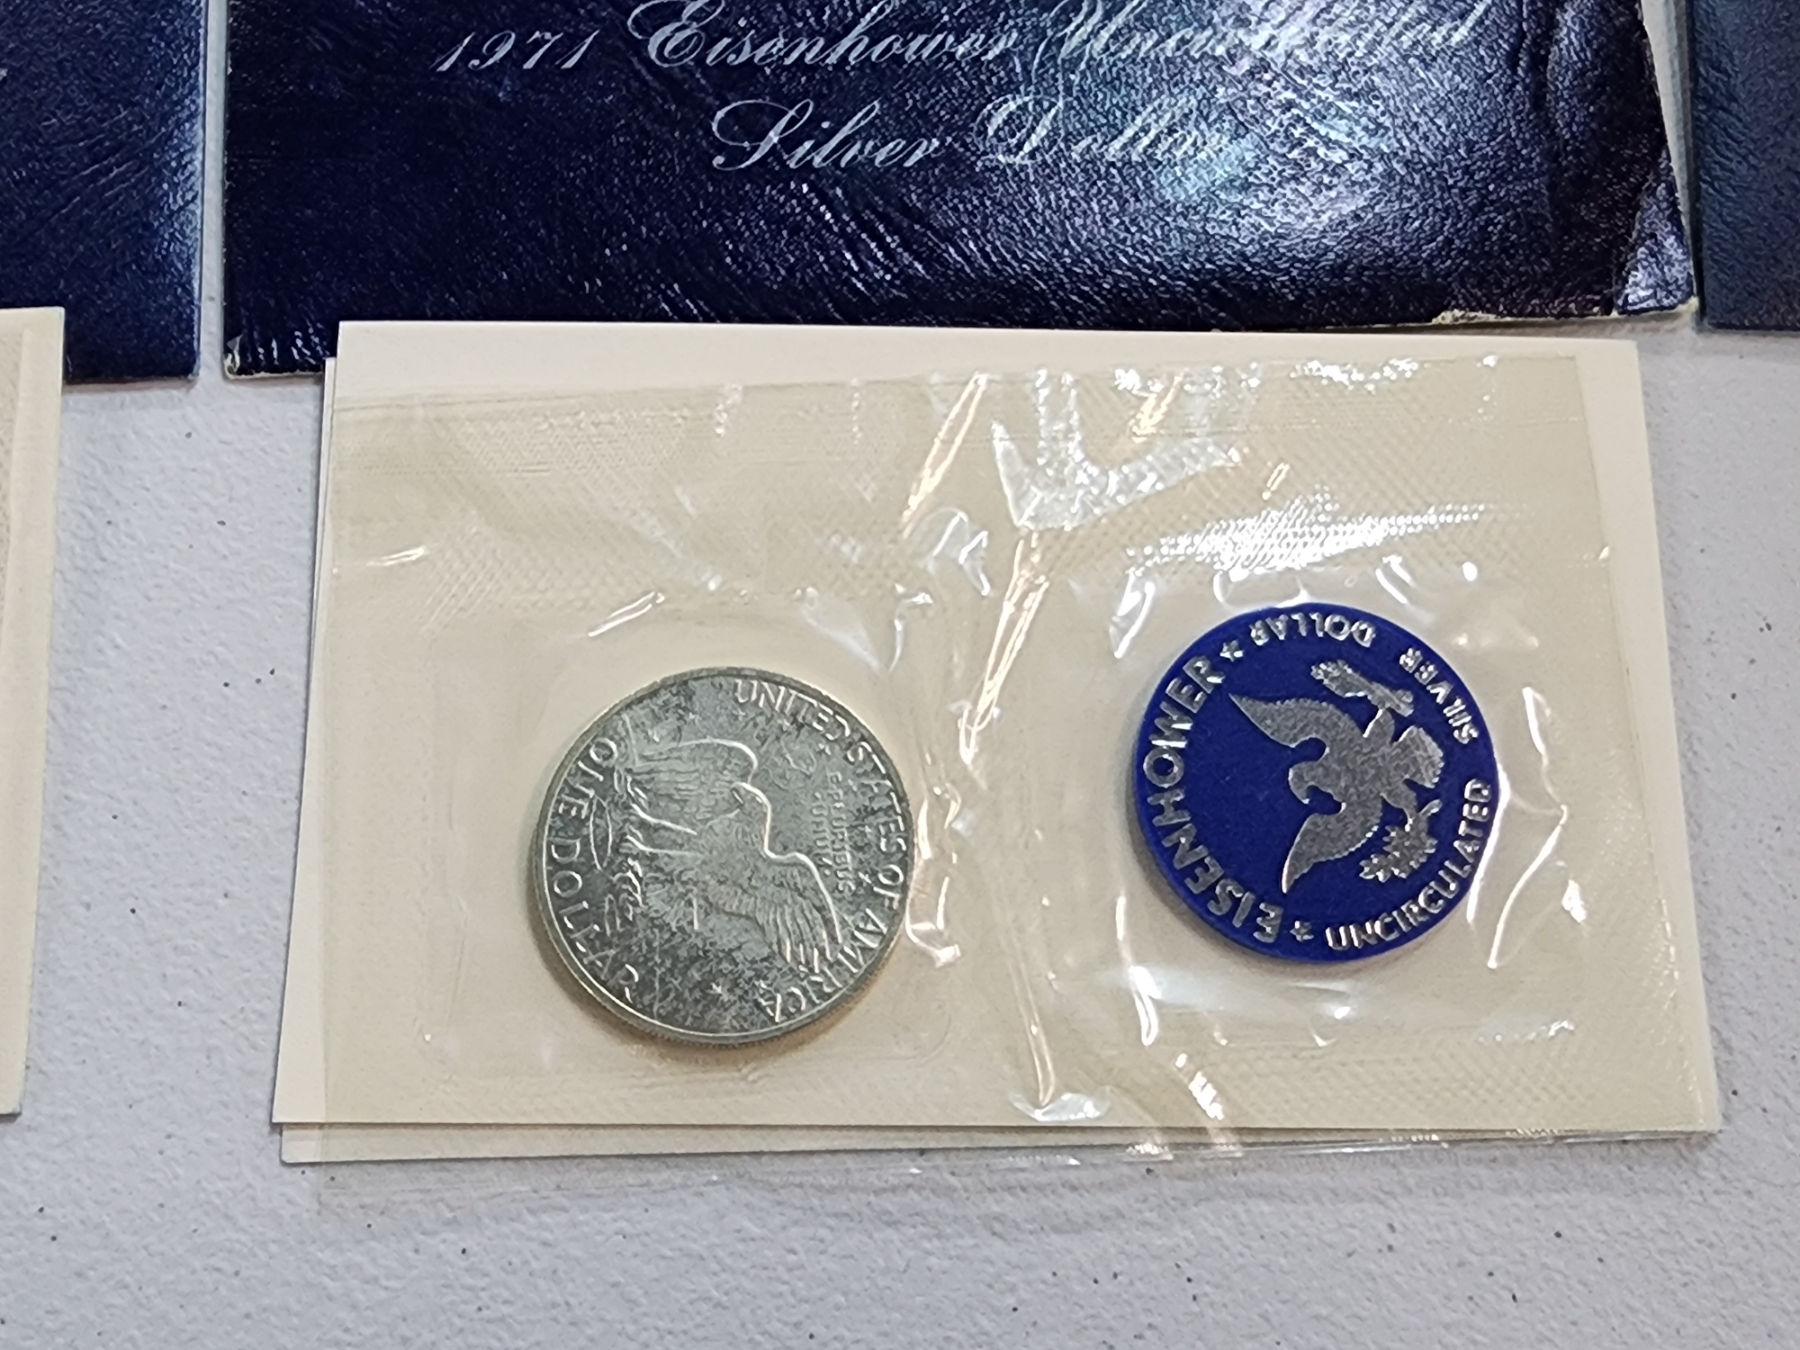 1971 Eisenhower Uncirculated
Silver Dollar
UNITED STATES OF AMERICA
E PLURIBUS
UNUM
ONE DOLLAR
EISENHOWER
SILVER DOLLAR
UNCIRCULATED